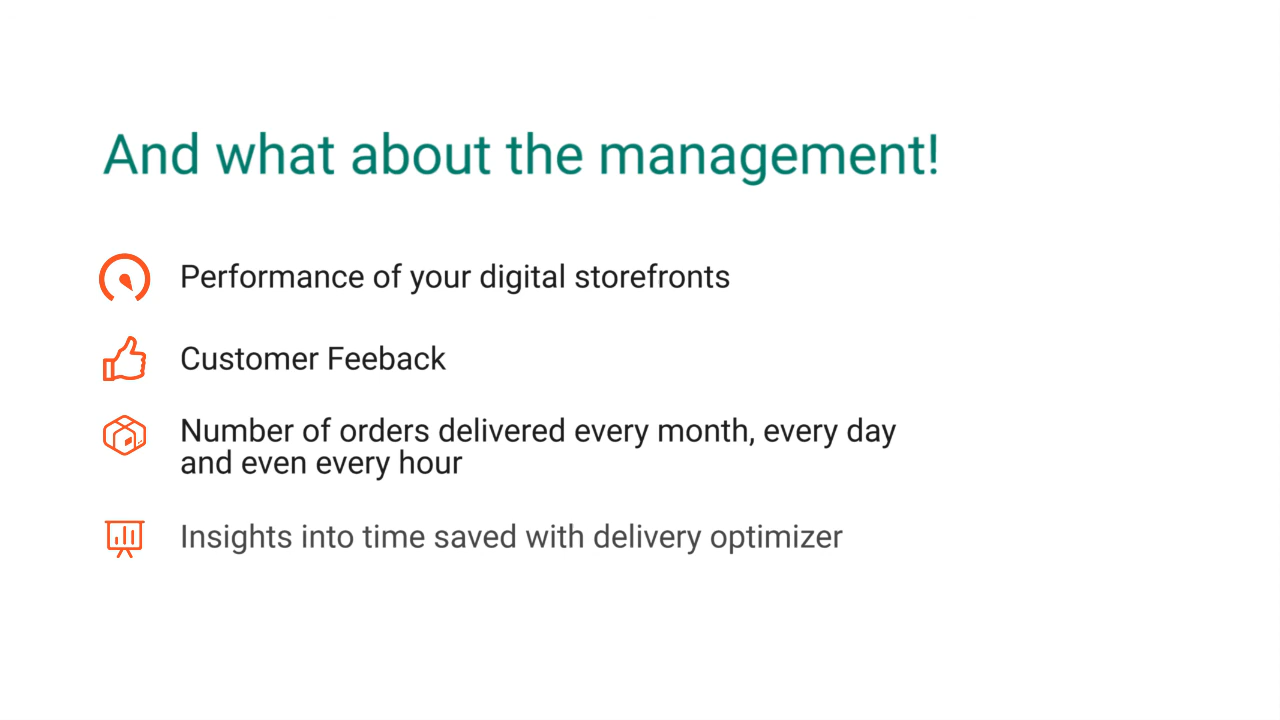 And what about the management!
Performance of your digital storefronts
Customer Feeback
Number of orders delivered every month, every day
and even every hour
Insights into time saved with delivery optimizer